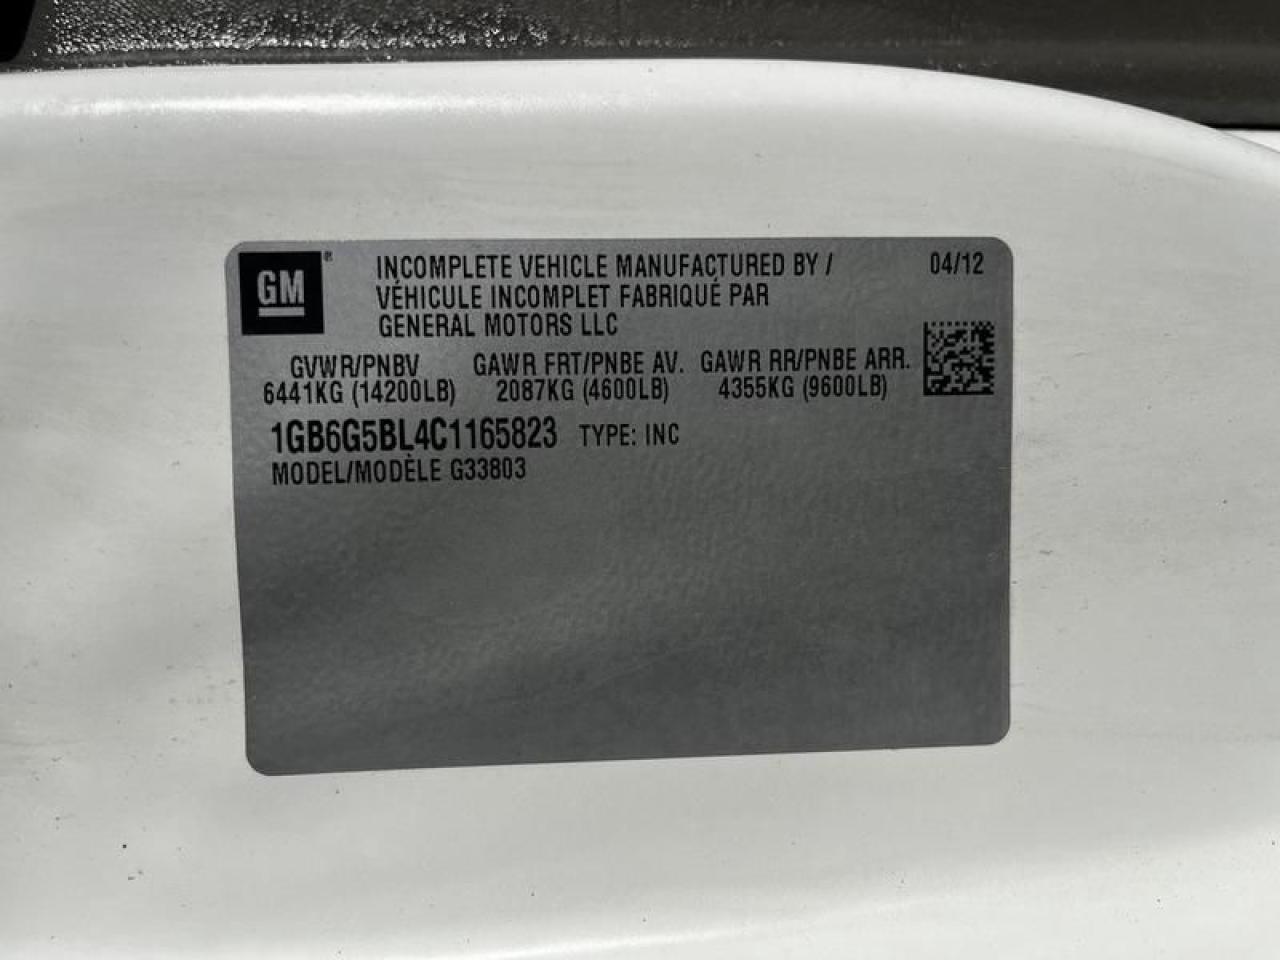 GM®
INCOMPLETE VEHICLE MANUFACTURED BY /
VÉHICULE INCOMPLET FABRIQUÉ PAR
GENERAL MOTORS LLC
04/12
GVWR/PNBV GAWR FRT/PNBE AV. GAWR RR/PNBE ARR.
6441KG (14200LB) 2087KG (4600LB) 4355KG (9600LB)
1GB6G5BL4C1165823 TYPE: INC
MODEL/MODÈLE G33803